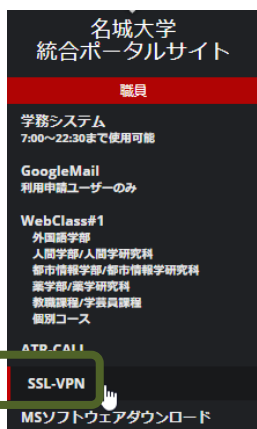 名城大学
統合ポータルサイト
職員
学務システム
7:00～22:30まで使用可能
GoogleMail
利用申請ユーザーのみ
WebClass#1
外国語学部
人間学部/人間学研究科
都市情報学部/都市情報学研究科
薬学部/薬学研究科
教職課程/学芸員課程
個別コース
ATR-CALL
SSL-VPN
MSソフトウェアダウンロード